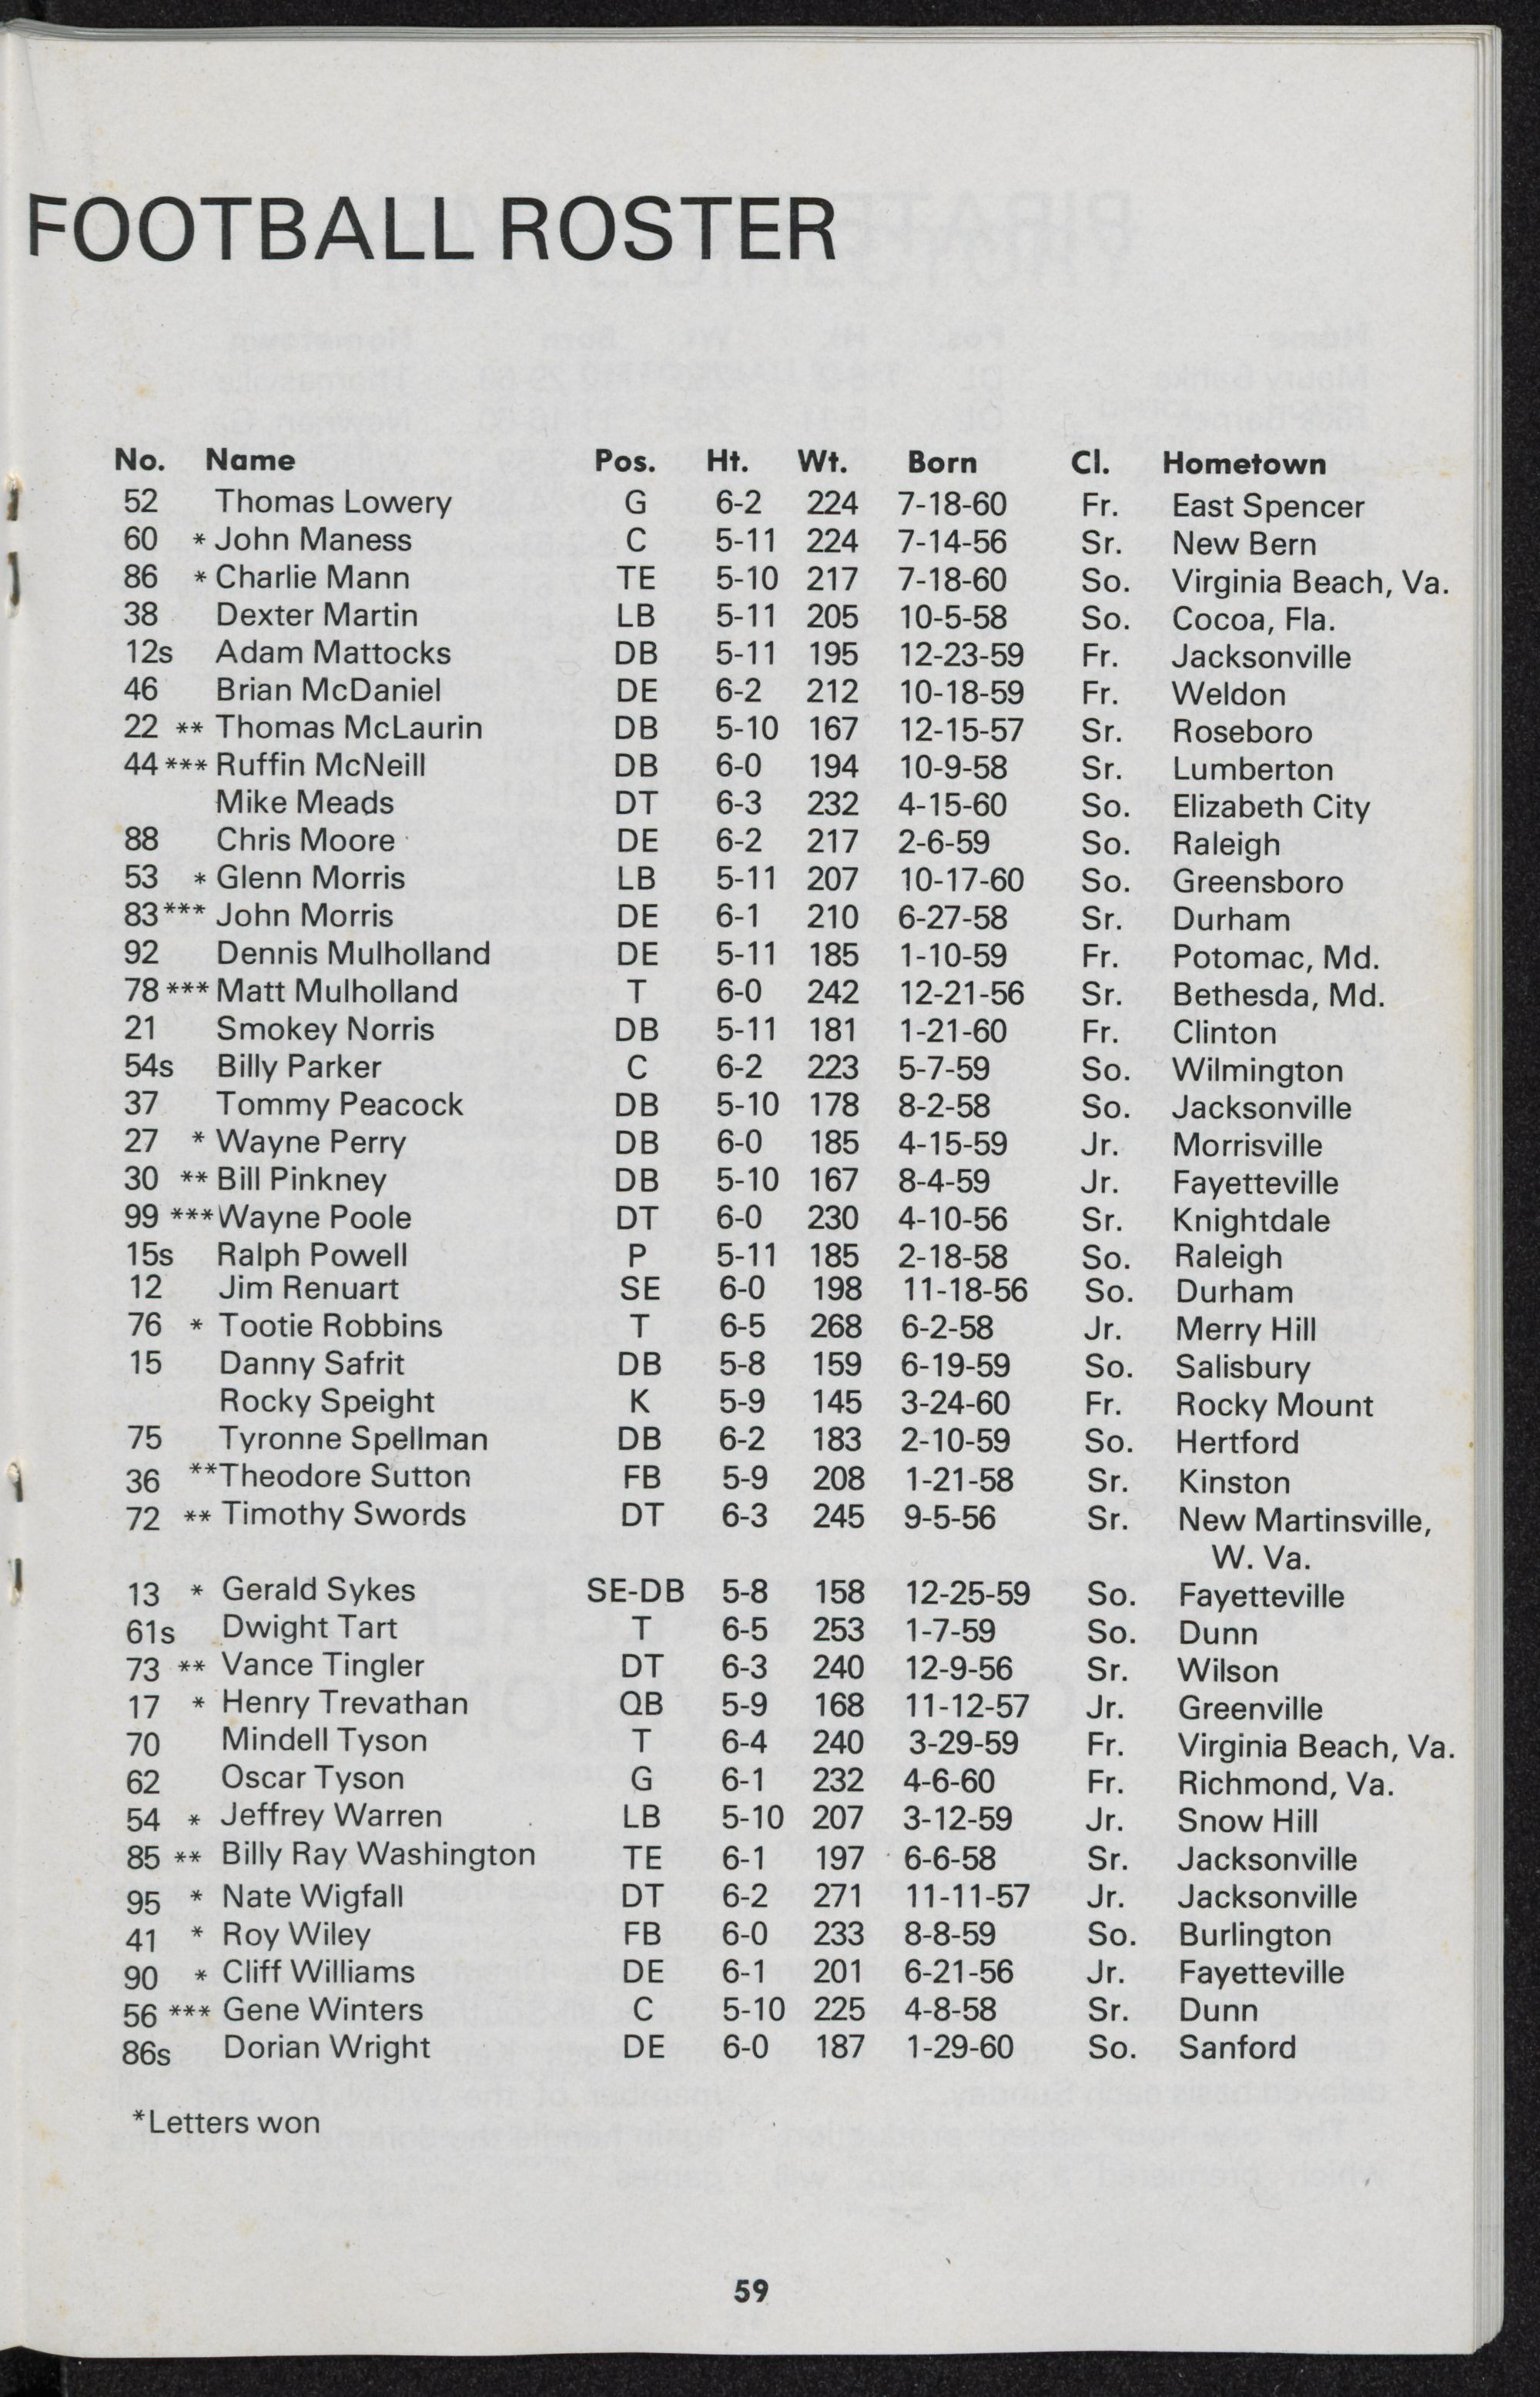 FOOTBALL ROSTER
No. Name Pos. Ht. Wt. Born Cl. Hometown
52 Thomas Lowery G 6-2 224 7-18-60 Fr. East Spencer
60 * John Maness C 5-11 224 7-14-56 Sr. New Bern
86 * Charlie Mann TE 5-10 217 7-18-60 So. Virginia Beach, Va.
38 Dexter Martin LB 5-11 205 10-5-58 So. Cocoa, Fla.
12s Adam Mattocks DB 5-11 195 12-23-59 Fr. Jacksonville
46 Brian McDaniel DE 6-2 212 10-18-59 Fr. Weldon
22 ** Thomas McLaurin DB 5-10 167 12-15-57 Sr. Roseboro
44 *** Ruffin McNeill DB 6-0 194 10-9-58 Sr. Lumberton
Mike Meads DT 6-3 232 4-15-60 So. Elizabeth City
88 Chris Moore DE 6-2 217 2-6-59 So. Raleigh
53 * Glenn Morris LB 5-11 207 10-17-60 So. Greensboro
83 *** John Morris DE 6-1 210 6-27-58 Sr. Durham
92 Dennis Mulholland DE 5-11 185 1-10-59 Fr. Potomac, Md.
78 *** Matt Mulholland T 6-0 242 12-21-56 Sr. Bethesda, Md.
21 Smokey Norris DB 5-11 181 1-21-60 Fr. Clinton
54s Billy Parker C 6-2 223 5-7-59 So. Wilmington
37 Tommy Peacock DB 5-10 178 8-2-58 So. Jacksonville
27 * Wayne Perry DB 6-0 185 4-15-59 Jr. Morrisville
30 ** Bill Pinkney DB 5-10 167 8-4-59 Jr. Fayetteville
99 *** Wayne Poole DT 6-0 230 4-10-56 Sr. Knightdale
15s Ralph Powell P 5-11 185 2-18-58 So. Raleigh
12 Jim Renuart SE 6-0 198 11-18-56 So. Durham
76 * Tootie Robbins T 6-5 268 6-2-58 Jr. Merry Hill
15 Danny Safrit DB 5-8 159 6-19-59 So. Salisbury
Rocky Speight K 5-9 145 3-24-60 Fr. Rocky Mount
75 Tyronne Spellman DB 6-2 183 2-10-59 So. Hertford
36 ** Theodore Sutton FB 5-9 208 1-21-58 Sr. Kinston
72 ** Timothy Swords DT 6-3 245 9-5-56 Sr. New Martinsville,
W. Va.
13 * Gerald Sykes SE-DB 5-8 158 12-25-59 So. Fayetteville
61s Dwight Tart T 6-5 253 1-7-59 So. Dunn
73 ** Vance Tingler DT 6-3 240 12-9-56 Sr. Wilson
17 * Henry Trevathan QB 5-9 168 11-12-57 Jr. Greenville
70 Mindell Tyson T 6-4 240 3-29-59 Fr. Virginia Beach, Va.
62 Oscar Tyson G 6-1 232 4-6-60 Fr. Richmond, Va.
54 * Jeffrey Warren LB 5-10 207 3-12-59 Jr. Snow Hill
85 ** Billy Ray Washington TE 6-1 197 6-6-58 Sr. Jacksonville
95 * Nate Wigfall DT 6-2 271 11-11-57 Jr. Jacksonville
41 * Roy Wiley FB 6-0 233 8-8-59 So. Burlington
90 * Cliff Williams DE 6-1 201 6-21-56 Jr. Fayetteville
56 *** Gene Winters C 5-10 225 4-8-58 Sr. Dunn
86s Dorian Wright DE 6-0 187 1-29-60 So. Sanford
*Letters won
59